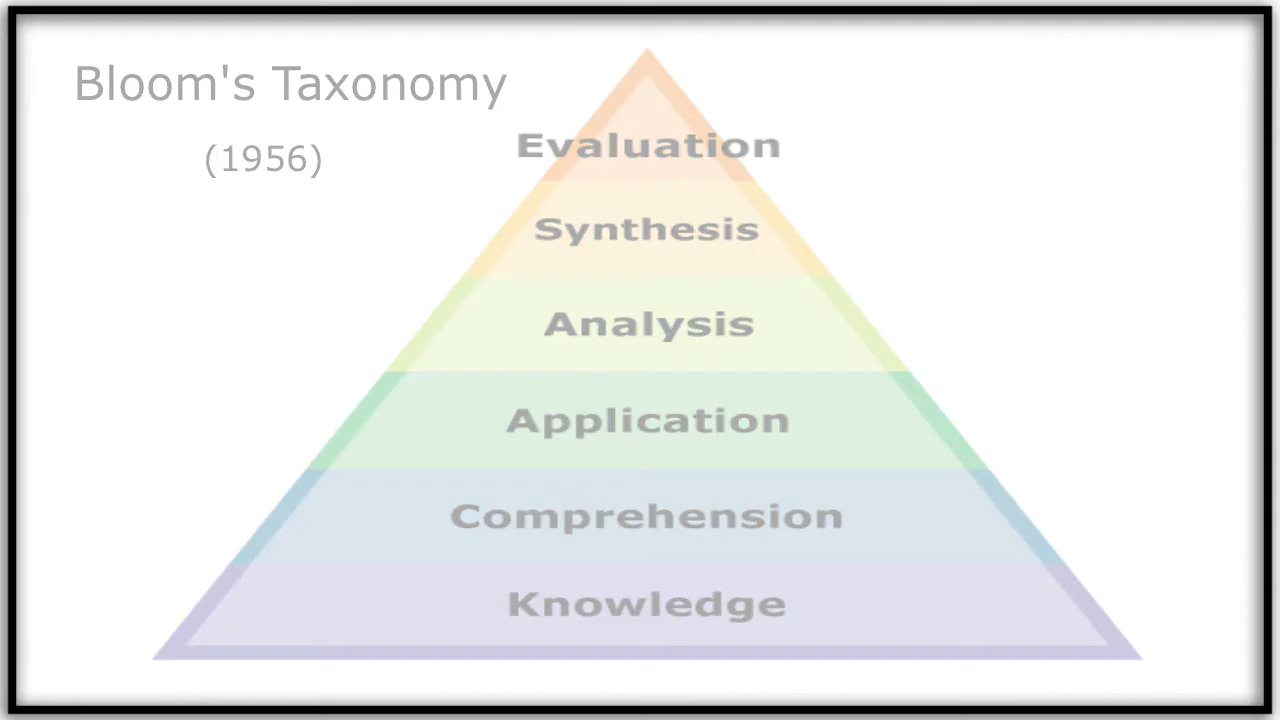 Bloom's Taxonomy
(1956)
Evaluation
Synthesis
Analysis
Application
Comprehension
Knowledge